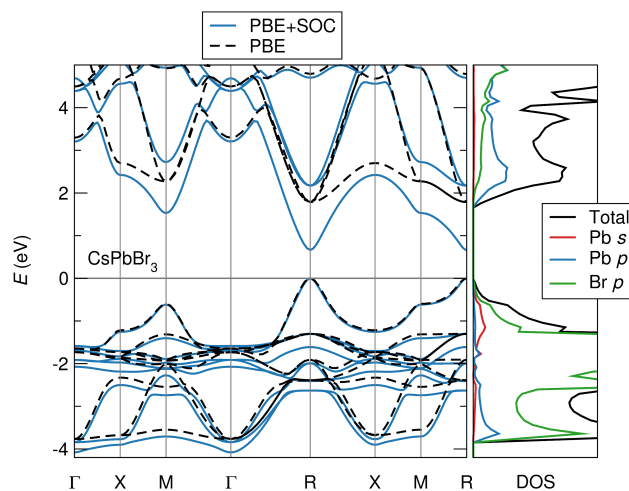 PBE+SOC
PBE
E (eV)
4
2
0
-2
-4
CsPbBr3
Total
Pb s
Pb p
Br p
Γ X M Γ R X M R
DOS